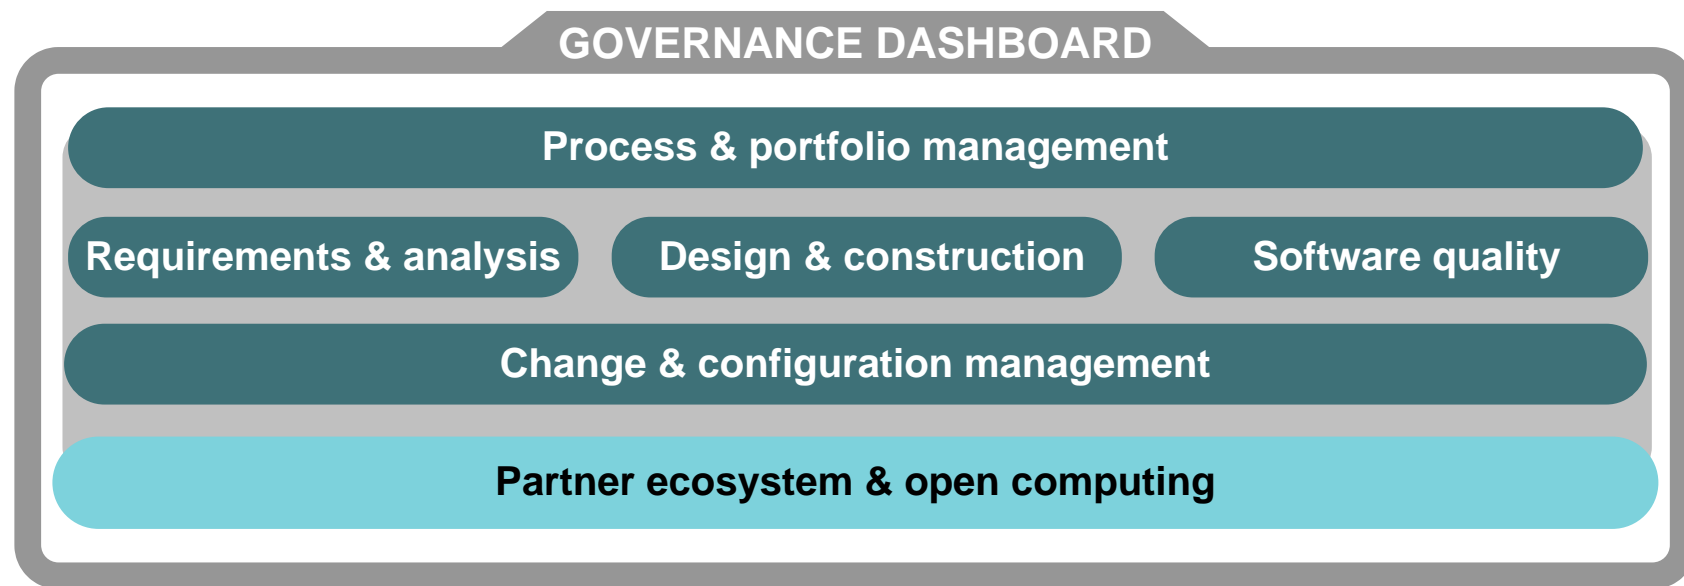 GOVERNANCE DASHBOARD
Process & portfolio management
Requirements & analysis
Design & construction
Software quality
Change & configuration management
Partner ecosystem & open computing